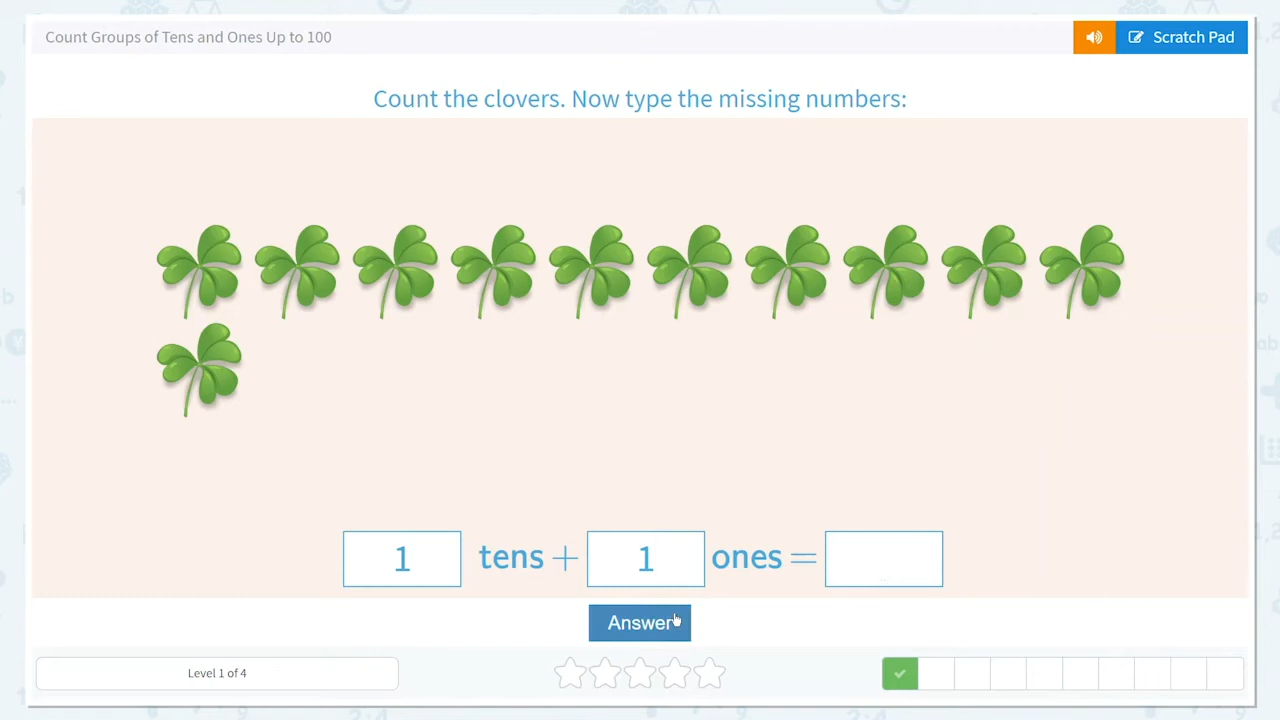 Count Groups of Tens and Ones Up to 100
Scratch Pad
Count the clovers. Now type the missing numbers:
1 tens + 1 ones =
Answer
Level 1 of 4